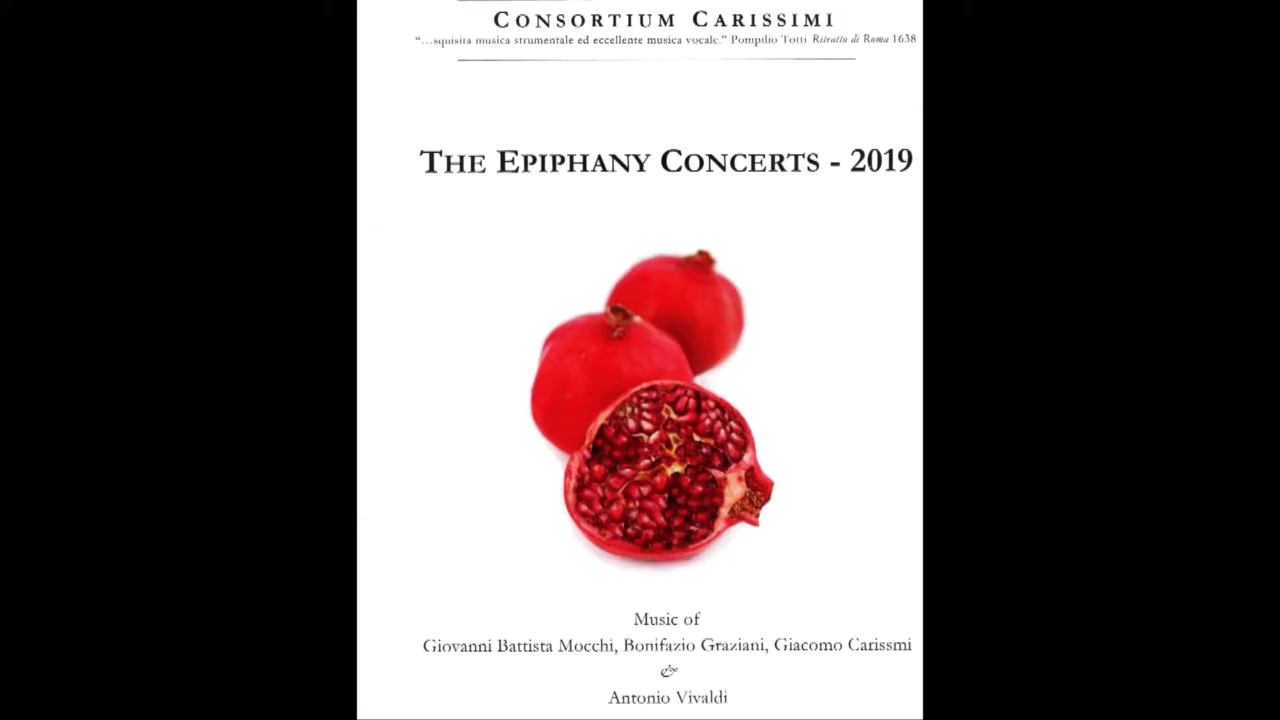 CONSORTIUM CARISSIMI
“...squisita musica strumentale ed eccellente musica vocale.” Pompilio Totti Ritratto di Roma 1638
THE EPIPHANY CONCERTS - 2019
Music of
Giovanni Battista Mocchi, Bonifazio Graziani, Giacomo Carissmi
&
Antonio Vivaldi